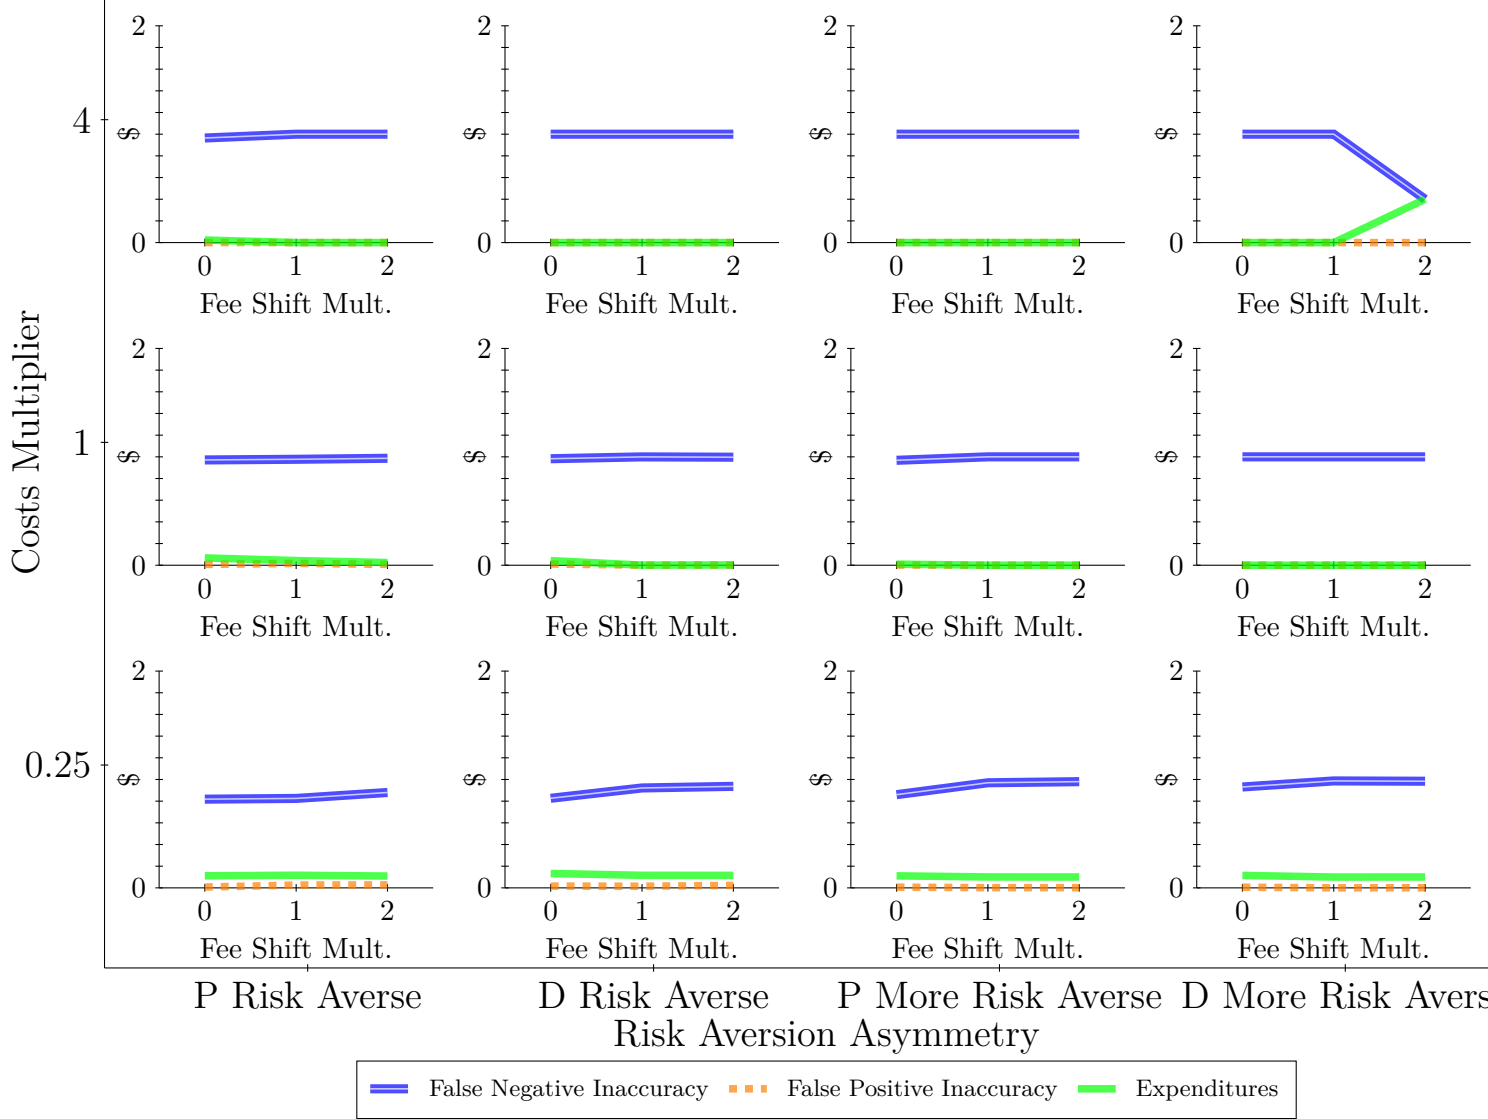 2 2 2 2
4 $ $ $ $
0 0 0 0
0 1 2 0 1 2 0 1 2 0 1 2
Fee Shift Mult. Fee Shift Mult. Fee Shift Mult. Fee Shift Mult.
Costs Multiplier
2 2 2 2
1 $ $ $ $
0 0 0 0
0 1 2 0 1 2 0 1 2 0 1 2
Fee Shift Mult. Fee Shift Mult. Fee Shift Mult. Fee Shift Mult.
2 2 2 2
0.25 $ $ $ $
0 0 0 0
0 1 2 0 1 2 0 1 2 0 1 2
Fee Shift Mult. Fee Shift Mult. Fee Shift Mult. Fee Shift Mult.
P Risk Averse D Risk Averse P More Risk Averse D More Risk Avers
Risk Aversion Asymmetry
False Negative Inaccuracy False Positive Inaccuracy Expenditures